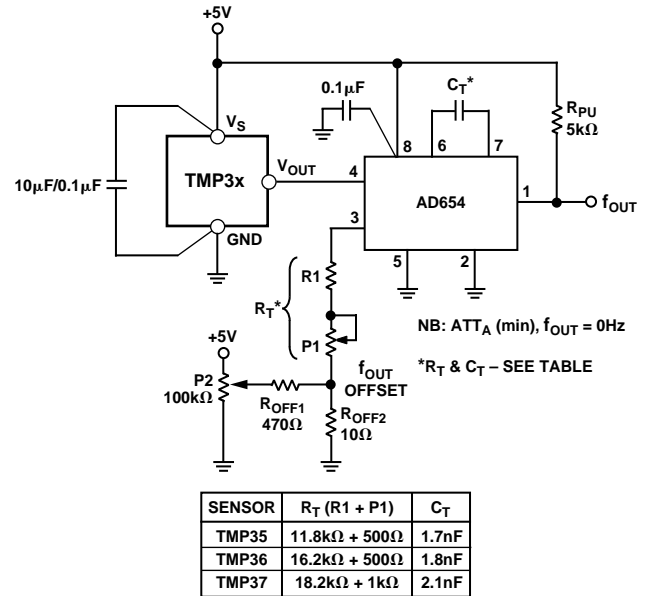 +5V
0.1µF
C_T*
R_PU
5kΩ
V_S
8
6
7
V_OUT
10µF/0.1µF
TMP3x
4
AD654
1
f_OUT
3
GND
5
2
R1
R_T*
P1
NB: ATT_A (min), f_OUT = 0Hz
*R_T & C_T – SEE TABLE
+5V
f_OUT
OFFSET
P2
100kΩ
R_OFF1
470Ω
R_OFF2
10Ω
SENSOR R_T (R1 + P1) C_T
TMP35 11.8kΩ + 500Ω 1.7nF
TMP36 16.2kΩ + 500Ω 1.8nF
TMP37 18.2kΩ + 1kΩ 2.1nF